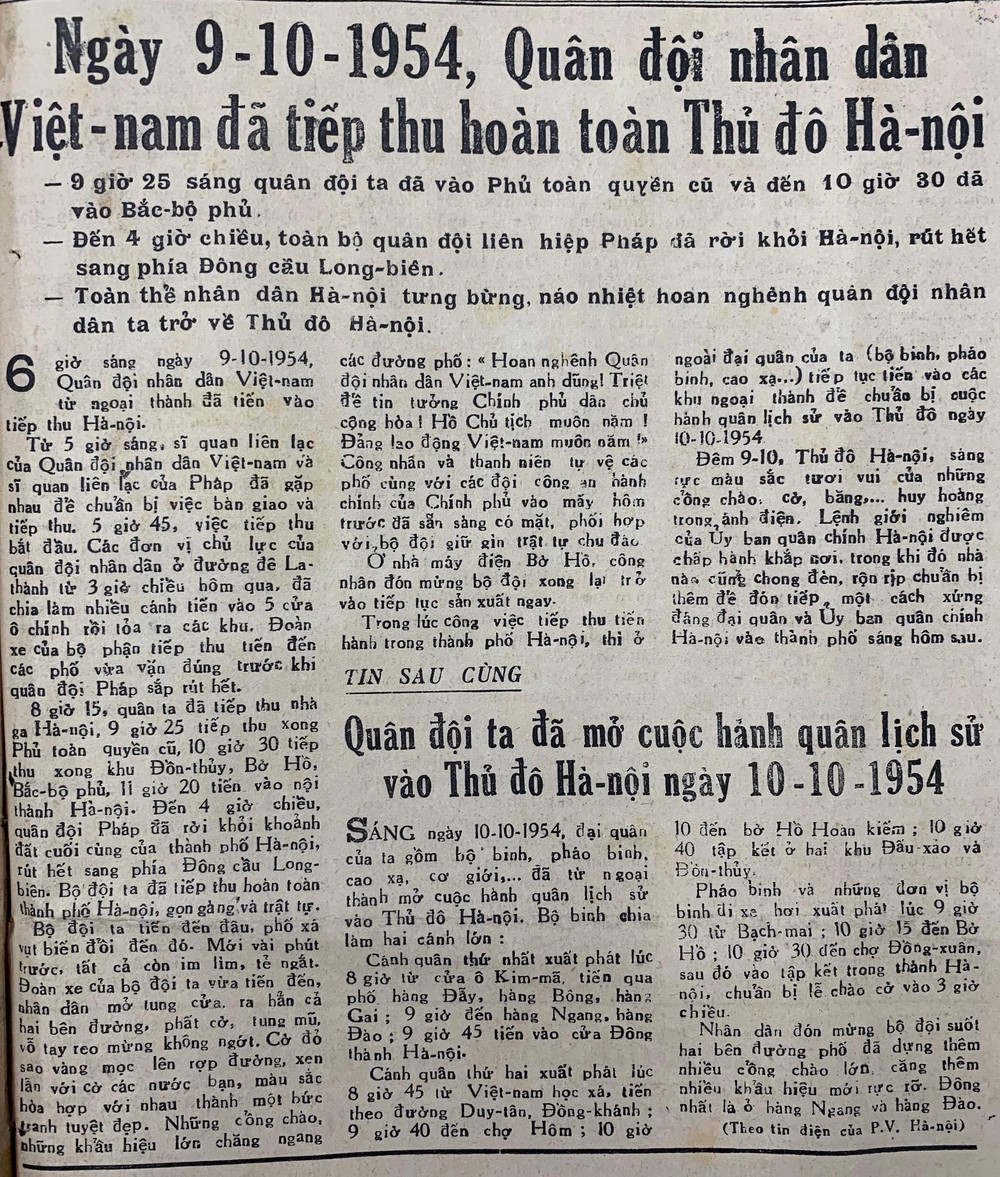 Ngày 9-10-1954, Quân đội nhân dân
Việt-nam đã tiếp thu hoàn toàn Thủ đô Hà-nội
— 9 giờ 25 sáng quân đội ta đã vào Phủ toàn quyền cũ và đến 10 giờ 30 đã
vào Bắc-bộ phủ.
— Đến 4 giờ chiều, toàn bộ quân đội liên hiệp Pháp đã rời khỏi Hà-nội, rút hết
sang phía Đông cầu Long-biên.
— Toàn thể nhân dân Hà-nội tưng bừng, náo nhiệt hoan nghênh quân đội nhân
dân ta trở về Thủ đô Hà-nội.
6 giờ sáng ngày 9-10-1954,
Quân đội nhân dân Việt-nam
từ ngoại thành đã tiến vào
tiếp thu Hà-nội.
Từ 5 giờ sáng, sĩ quan liên lạc
của Quân đội nhân dân Việt-nam và
sĩ quan liên lạc của Pháp đã gặp
nhau để chuẩn bị việc bàn giao và
tiếp thu. 5 giờ 45, việc tiếp thu
bắt đầu. Các đơn vị chủ lực của
quân đội nhân dân ở đường đê La-
thành từ 3 giờ chiều hôm qua, đã
chia làm nhiều cánh tiến vào 5 cửa
ô chính rồi tỏa ra các khu. Đoàn
xe của bộ phận tiếp thu tiến đến
các phố vừa vặn đúng trước khi
quân đội Pháp sắp rút hết.
8 giờ 15, quân ta đã tiếp thu nhà
ga Hà-nội, 9 giờ 25 tiếp thu xong
Phủ toàn quyền cũ, 10 giờ 30 tiếp
thu xong khu Đồn-thủy, Bờ Hồ,
Bắc-bộ phủ, 11 giờ 20 tiến vào nội
thành Hà-nội. Đến 4 giờ chiều,
quân đội Pháp đã rời khỏi khoảnh
đất cuối cùng của thành phố Hà-nội,
rút hết sang phía Đông cầu Long-
biên. Bộ đội ta đã tiếp thu hoàn toàn
thành phố Hà-nội, gọn gàng và trật tự.
Bộ đội ta tiến đến đâu, phố xá
vụt biến đổi đến đó. Mới vài phút
trước, tất cả còn im lìm, tẻ ngắt.
Đoàn xe của bộ đội ta vừa tiến đến,
nhân dân mở tung cửa, ra hẳn cả
hai bên đường, phất cờ, tung mũ,
vỗ tay reo mừng không ngớt. Cờ đỏ
sao vàng mọc lên rợp đường, xen
lẫn với cờ các nước bạn, màu sắc
hòa hợp với nhau thành một bức
tranh tuyệt đẹp. Những cổng chào,
những khẩu hiệu lớn chăng ngang
các đường phố: « Hoan nghênh Quân
đội nhân dân Việt-nam anh dũng! Triệt
để tin tưởng Chính phủ dân chủ
cộng hòa! Hồ Chủ tịch muôn năm!
Đảng lao động Việt-nam muôn năm!»
Công nhân và thanh niên tự vệ các
phố cùng với các đội công an hành
chính của Chính phủ vào mấy hôm
trước đã sẵn sàng có mặt, phối hợp
với bộ đội giữ gìn trật tự chu đáo
Ở nhà máy điện Bờ Hồ, công
nhân đón mừng bộ đội xong lại trở
vào tiếp tục sản xuất ngay.
Trong lúc công việc tiếp thu tiến
hành trong thành phố Hà-nội, thì ở
ngoài đại quân của ta (bộ binh, pháo
binh, cao xạ,..) tiếp tục tiến vào các
khu ngoại thành để chuẩn bị cuộc
hành quân lịch sử vào Thủ đô ngày
10-10-1954
Đêm 9-10, Thủ đô Hà-nội, sáng
rực màu sắc tươi vui của những
cổng chào, cờ, băng,... huy hoàng
trong ánh điện. Lệnh giới nghiêm
của Ủy ban quân chính Hà-nội được
chấp hành khắp nơi, trong khi đó nhà
nào cũng chong đèn, rộn rịp chuẩn bị
thêm để đón tiếp một cách xứng
đáng đại quân và Ủy ban quân chính
Hà-nội vào thành phố sáng hôm sau.
TIN SAU CÙNG
Quân đội ta đã mở cuộc hành quân lịch sử
vào Thủ đô Hà-nội ngày 10-10-1954
SÁNG ngày 10-10-1954, đại quân
của ta gồm bộ binh, pháo binh,
cao xạ, cơ giới,... đã từ ngoại
thành mở cuộc hành quân lịch sử
vào Thủ đô Hà-nội. Bộ binh chia
làm hai cánh lớn:
Cánh quân thứ nhất xuất phát lúc
8 giờ từ cửa ô Kim-mã, tiến qua
phố hàng Đẫy, hàng Bông, hàng
Gai; 9 giờ đến hàng Ngang, hàng
Đào; 9 giờ 45 tiến vào cửa Đông
thành Hà-nội.
Cánh quân thứ hai xuất phát lúc
8 giờ 45 từ Việt-nam học xá, tiến
theo đường Duy-tân, Đồng-khánh;
9 giờ 40 đến chợ Hôm; 10 giờ
10 đến bờ Hồ Hoàn kiếm; 10 giờ
40 tập kết ở hai khu Đấu-xảo và
Đồn-thủy.
Pháo binh và những đơn vị bộ
binh đi xe hơi xuất phát lúc 9 giờ
30 từ Bạch-mai; 10 giờ 15 đến Bờ
Hồ; 10 giờ 30 đến chợ Đồng-xuân,
sau đó vào tập kết trong thành Hà-
nội, chuẩn bị lễ chào cờ vào 3 giờ
chiều.
Nhân dân đón mừng bộ đội suốt
hai bên đường phố đã dựng thêm
nhiều cổng chào lớn, căng thêm
nhiều khẩu hiệu mới rực rỡ. Đông
nhất là ở hàng Ngang và hàng Đào.
(Theo tin điện của P.V. Hà-nội)